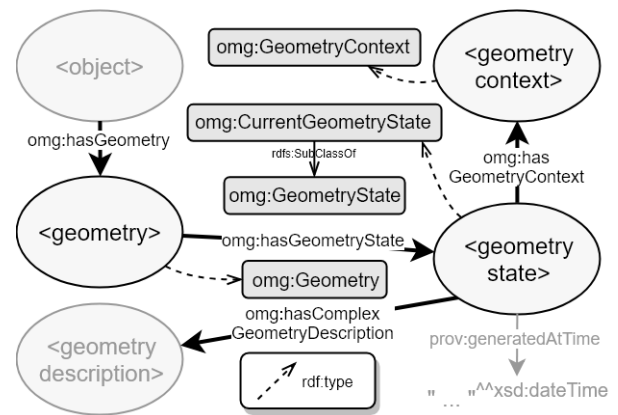 <object>
omg:GeometryContext
<geometry
context>
omg:CurrentGeometryState
omg:hasGeometry
rdfs:SubClassOf
omg:has
GeometryContext
omg:GeometryState
<geometry>
omg:hasGeometryState
<geometry
state>
omg:Geometry
omg:hasComplex
GeometryDescription
<geometry
description>
prov:generatedAtTime
rdf:type
" ... "^^xsd:dateTime